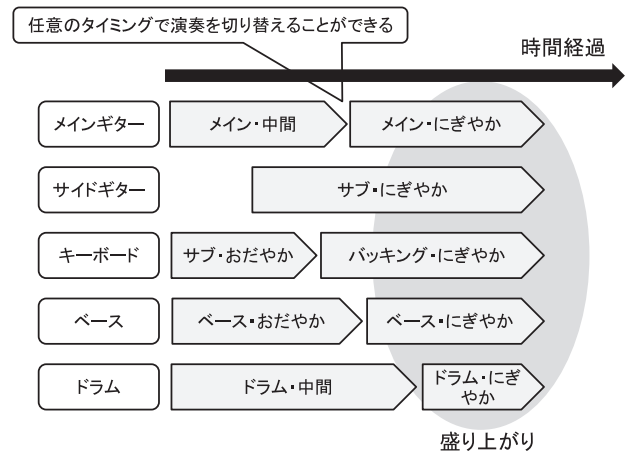 任意のタイミングで演奏を切り替えることができる
時間経過
メインギター
メイン・中間
メイン・にぎやか
サイドギター
サブ・にぎやか
キーボード
サブ・おだやか
バッキング・にぎやか
ベース
ベース・おだやか
ベース・にぎやか
ドラム
ドラム・中間
ドラム・にぎ
やか
盛り上がり